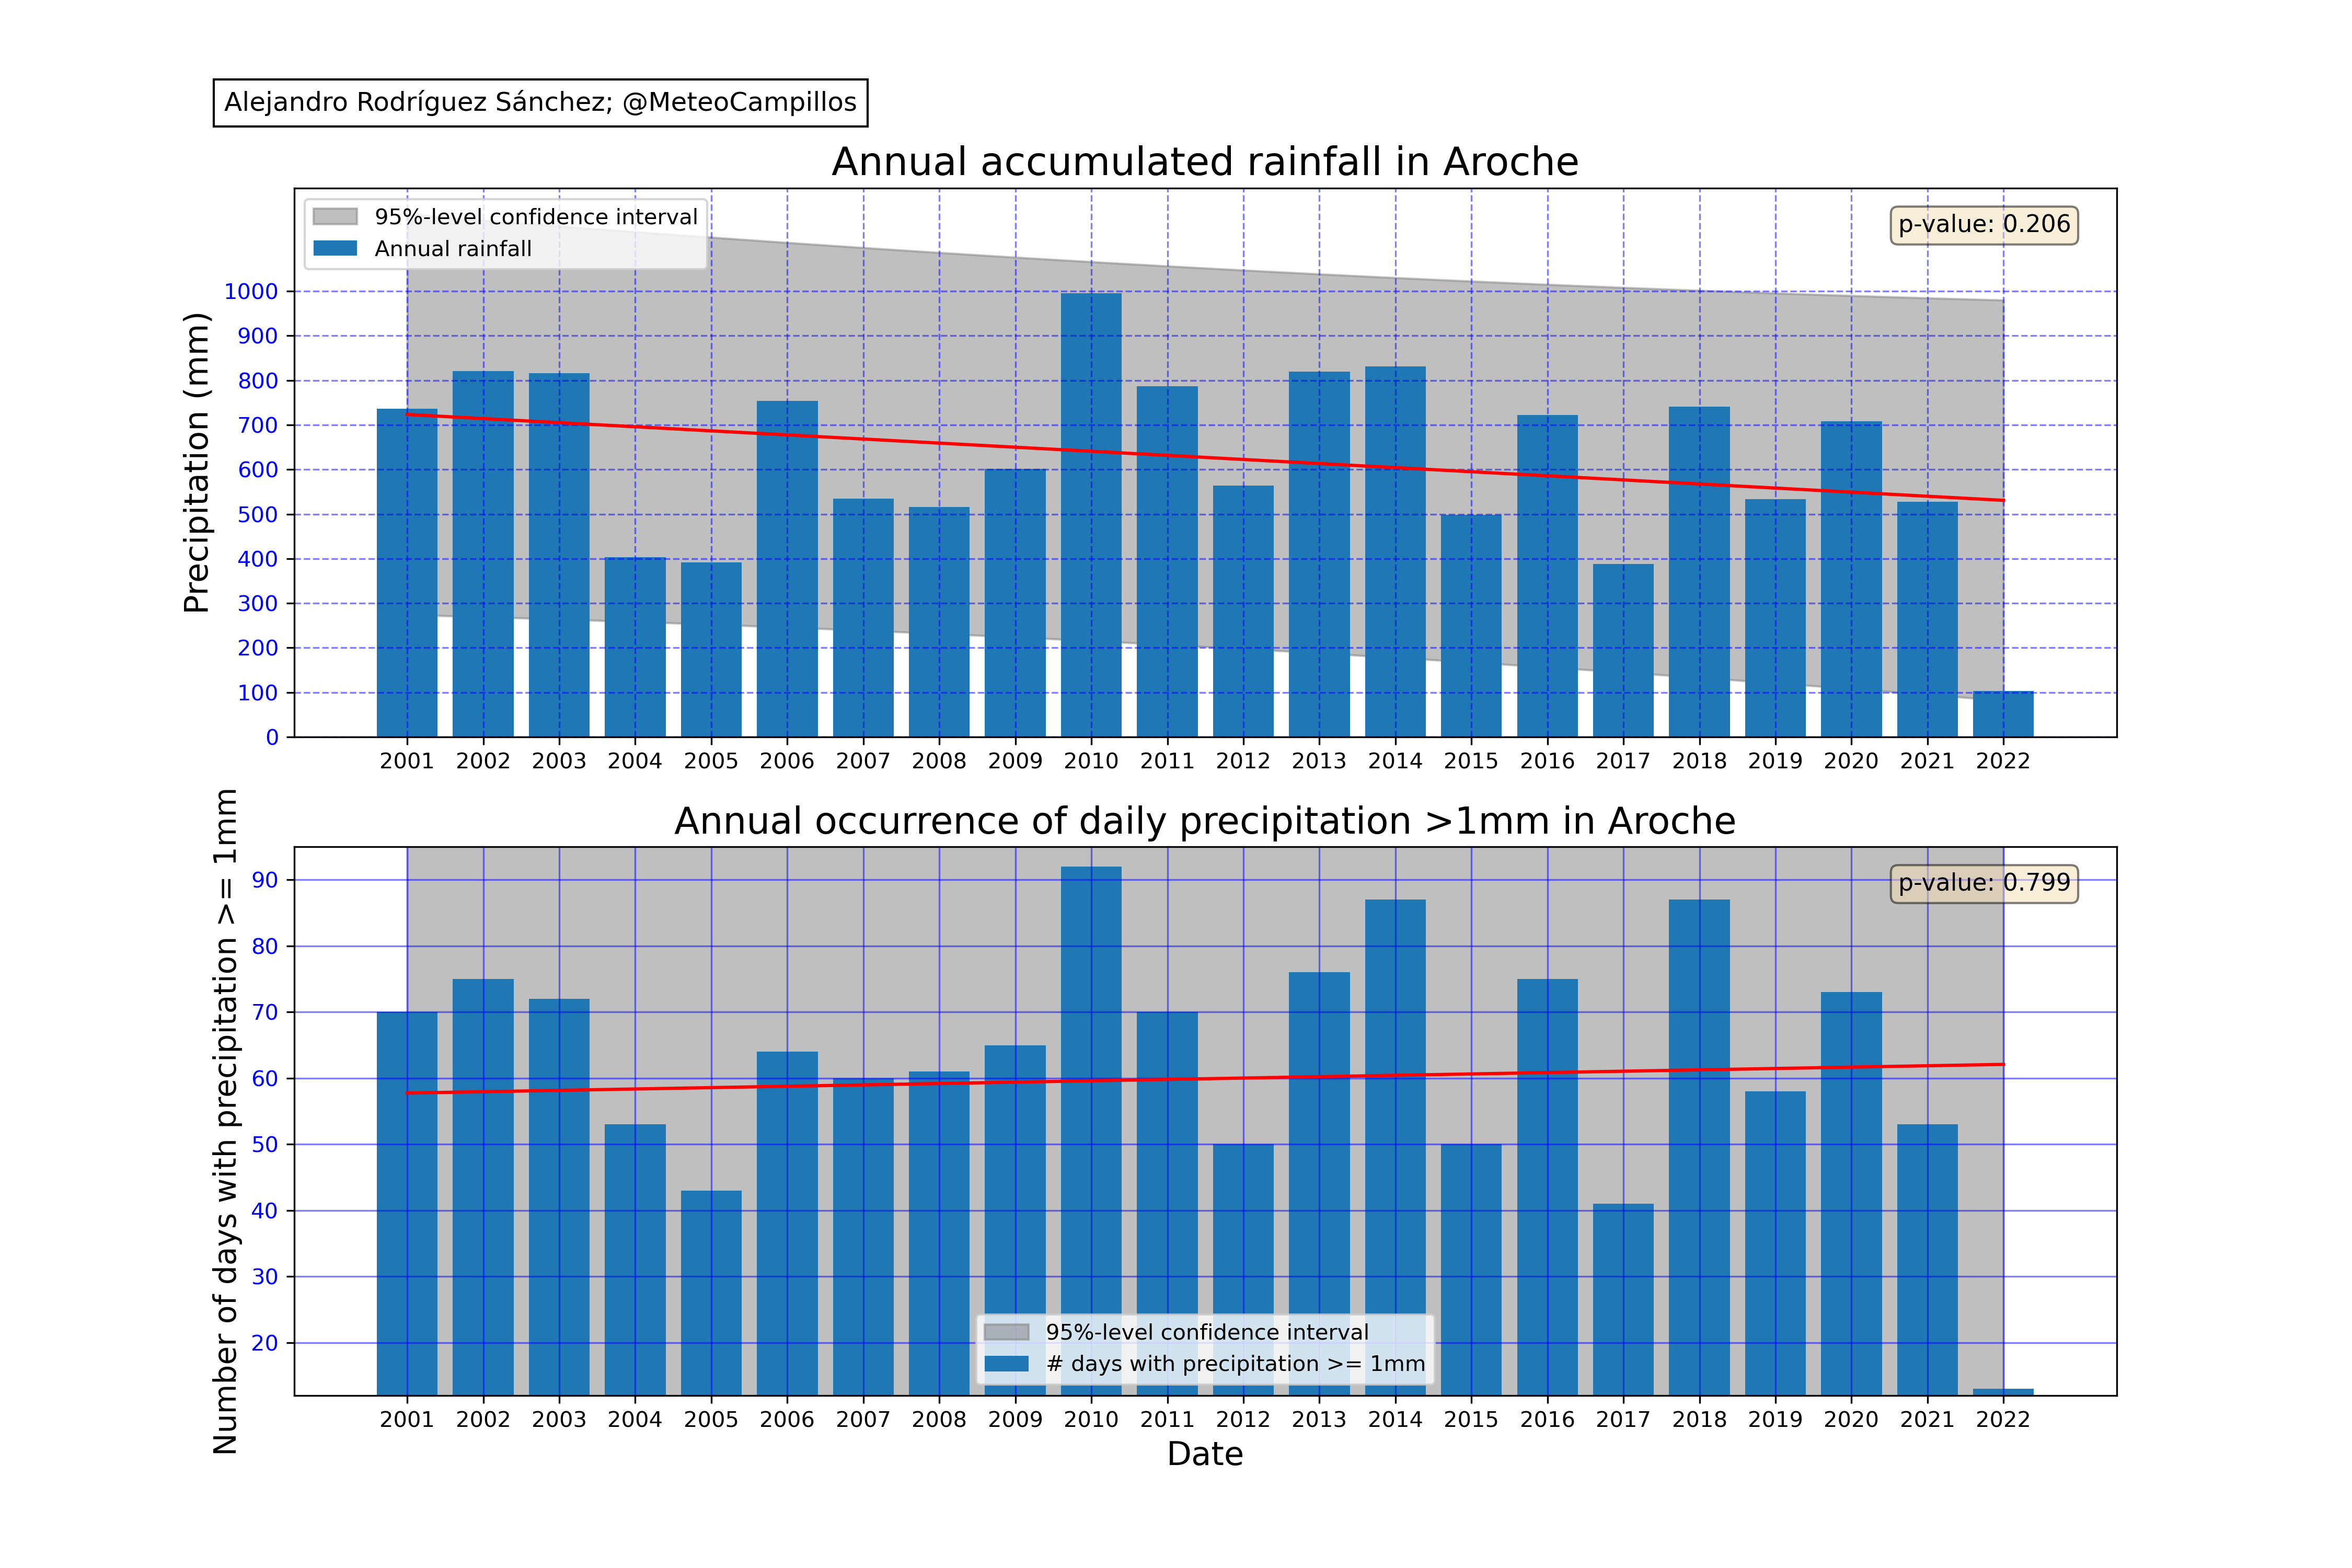 Alejandro Rodríguez Sánchez; @MeteoCampillos
Annual accumulated rainfall in Aroche
95%-level confidence interval
Annual rainfall
p-value: 0.206
Precipitation (mm)
1000
900
800
700
600
500
400
300
200
100
0
2001 2002 2003 2004 2005 2006 2007 2008 2009 2010 2011 2012 2013 2014 2015 2016 2017 2018 2019 2020 2021 2022
Annual occurrence of daily precipitation >1mm in Aroche
p-value: 0.799
Number of days with precipitation >= 1mm
90
80
70
60
50
40
30
20
95%-level confidence interval
# days with precipitation >= 1mm
2001 2002 2003 2004 2005 2006 2007 2008 2009 2010 2011 2012 2013 2014 2015 2016 2017 2018 2019 2020 2021 2022
Date